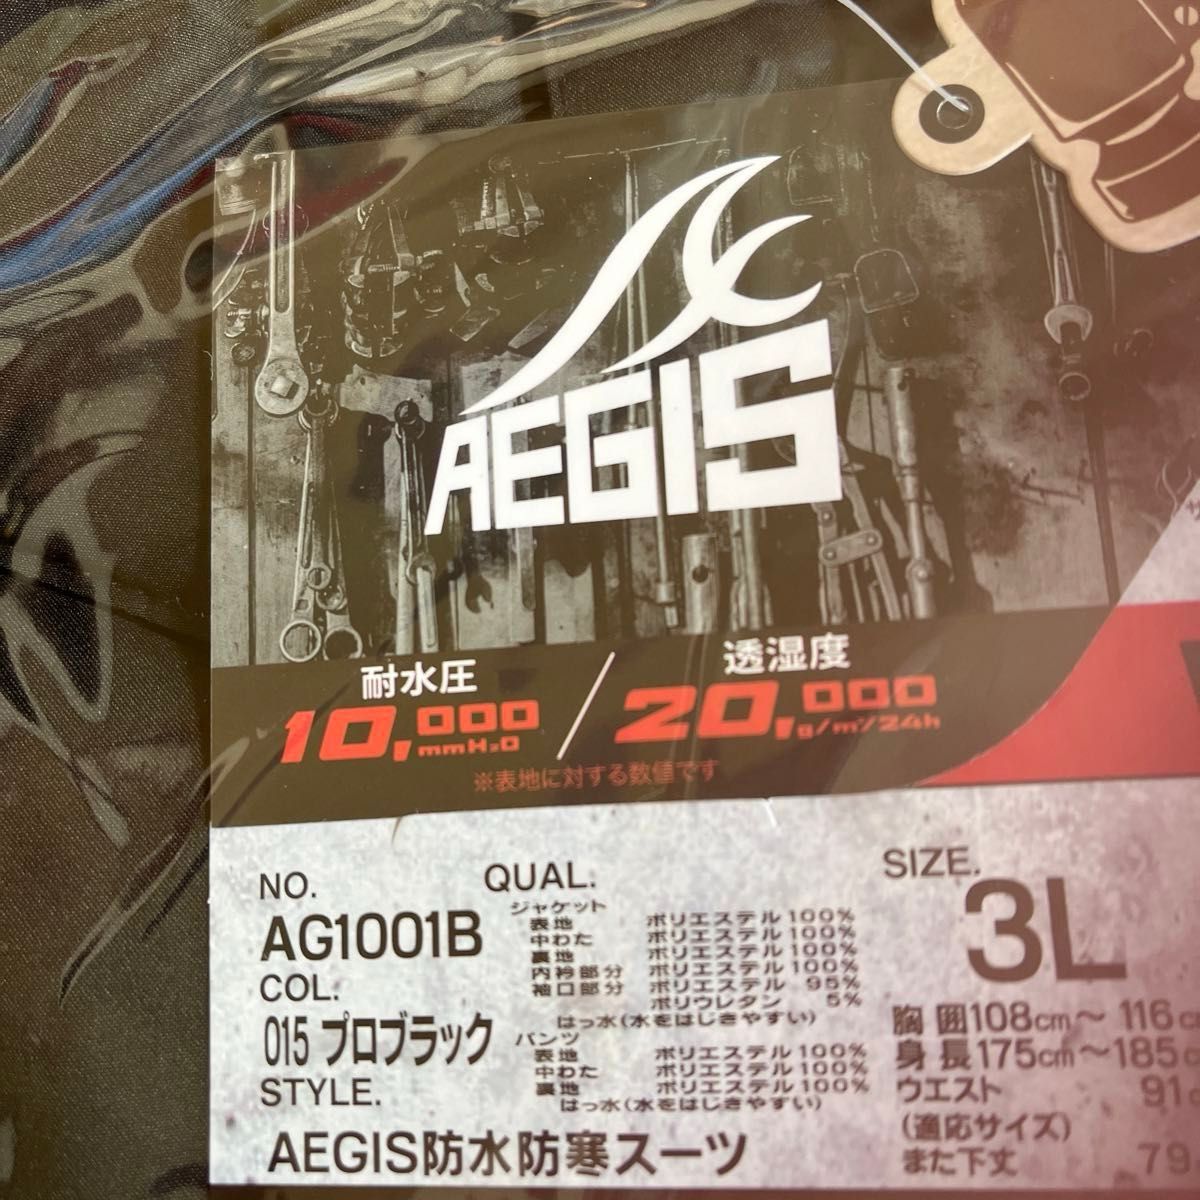 AEGIS
耐水圧
10,000mmH₂O
透湿度
20,000g/m²/24h
※表地に対する数値です
NO.
AG1001B
COL.
015 プロブラック
STYLE.
AEGIS防水防寒スーツ
QUAL.
ジャケット
表地 ポリエステル100%
中わた ポリエステル100%
裏地 ポリエステル100%
内衿部分 ポリエステル100%
袖口部分 ポリエステル 95%
ポリウレタン 5%
はっ水(水をはじきやすい)
パンツ
表地 ポリエステル100%
中わた ポリエステル100%
裏地 ポリエステル100%
はっ水(水をはじきやすい)
SIZE.
3L
胸囲108cm〜116c
身長175cm〜185c
ウエスト 91c
(適応サイズ)
また下丈 79